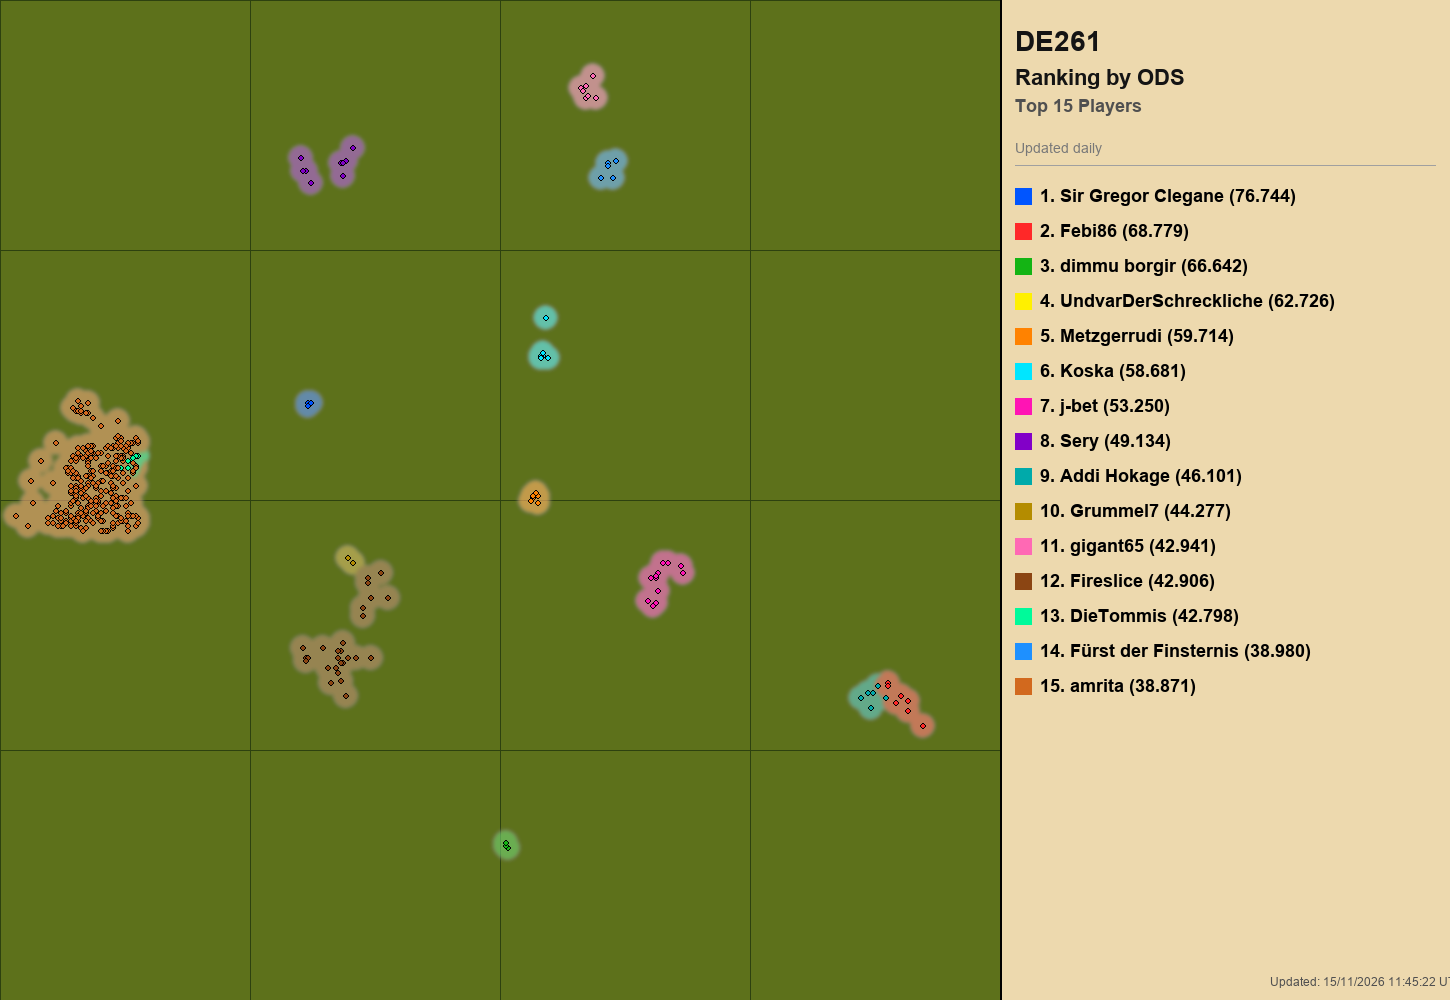 DE261
Ranking by ODS
Top 15 Players
Updated daily
1. Sir Gregor Clegane (76.744)
2. Febi86 (68.779)
3. dimmu borgir (66.642)
4. UndvarDerSchreckliche (62.726)
5. Metzgerrudi (59.714)
6. Koska (58.681)
7. j-bet (53.250)
8. Sery (49.134)
9. Addi Hokage (46.101)
10. Grummel7 (44.277)
11. gigant65 (42.941)
12. Fireslice (42.906)
13. DieTommis (42.798)
14. Fürst der Finsternis (38.980)
15. amrita (38.871)
Updated: 15/11/2026 11:45:22